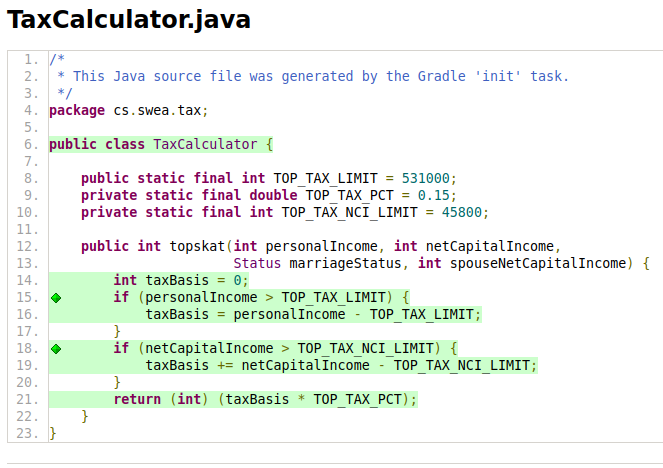 TaxCalculator.java
1. /*
2.  * This Java source file was generated by the Gradle 'init' task.
3.  */
4. package cs.swea.tax;
5.
6. public class TaxCalculator {
7.
8.     public static final int TOP_TAX_LIMIT = 531000;
9.     private static final double TOP_TAX_PCT = 0.15;
10.     private static final int TOP_TAX_NCI_LIMIT = 45800;
11.
12.     public int topskat(int personalIncome, int netCapitalIncome,
13.                        Status marriageStatus, int spouseNetCapitalIncome) {
14.         int taxBasis = 0;
15.         if (personalIncome > TOP_TAX_LIMIT) {
16.             taxBasis = personalIncome - TOP_TAX_LIMIT;
17.         }
18.         if (netCapitalIncome > TOP_TAX_NCI_LIMIT) {
19.             taxBasis += netCapitalIncome - TOP_TAX_NCI_LIMIT;
20.         }
21.         return (int) (taxBasis * TOP_TAX_PCT);
22.     }
23. }